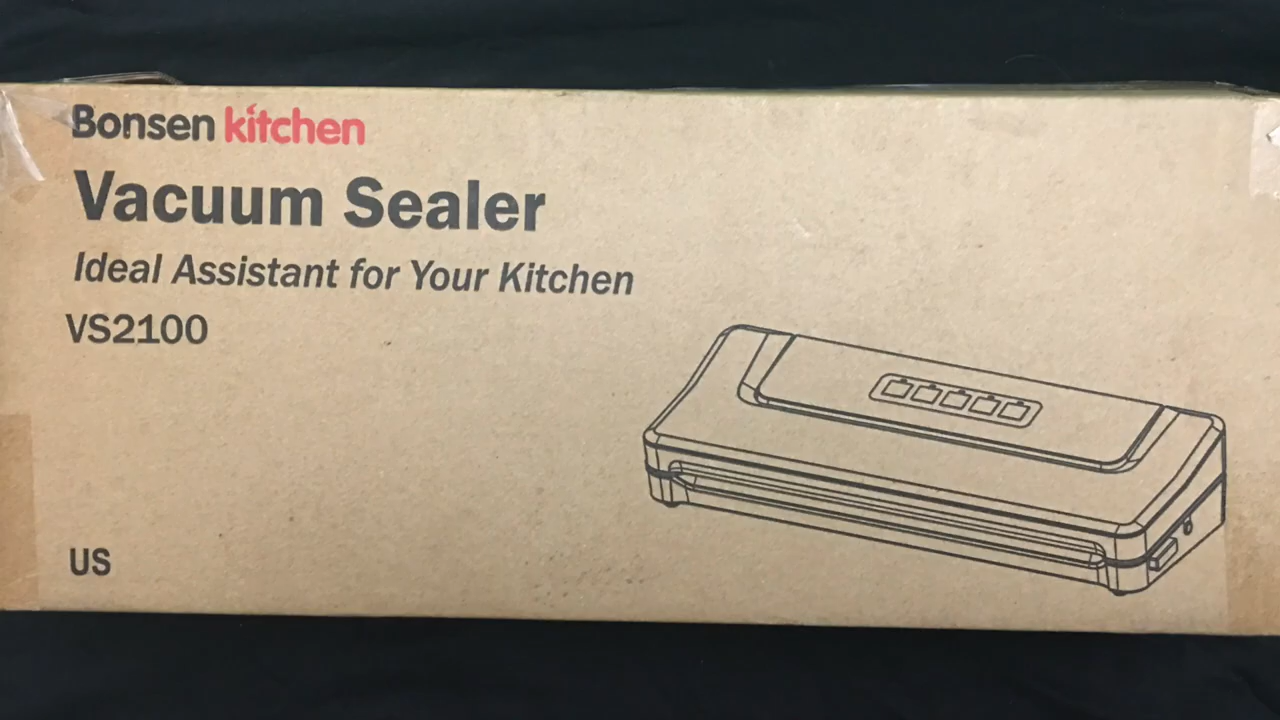 Bonsen kitchen
Vacuum Sealer
Ideal Assistant for Your Kitchen
VS2100
US